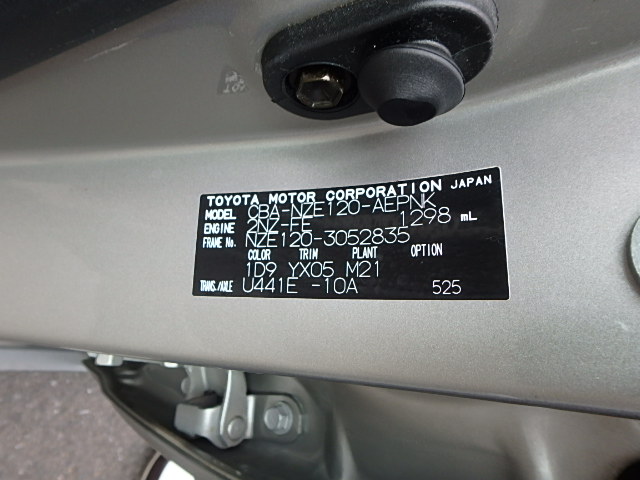 TOYOTA MOTOR CORPORATION JAPAN
MODEL CBA-NZE120-AEPNK
ENGINE 2NZ-FE 1298 mL
FRAME No. NZE120-3052835
COLOR TRIM PLANT OPTION
1D9 YX05 M21
TRANS./AXLE U441E -10A 525